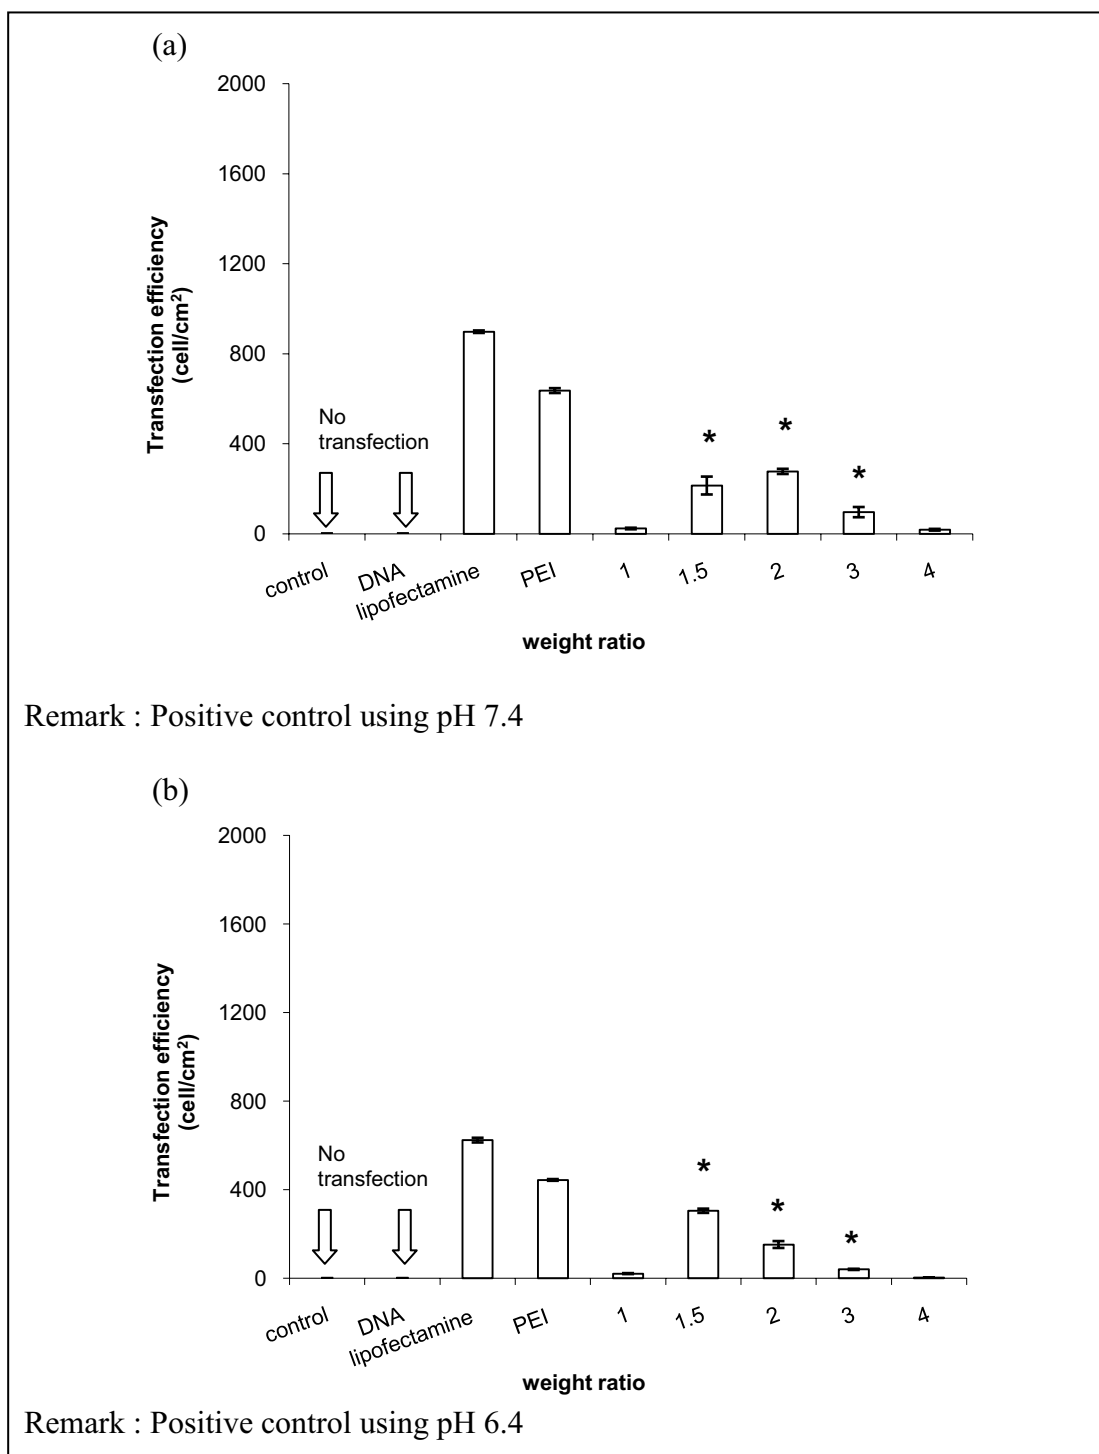 (a)
2000
1600
1200
800
400
0
Transfection efficiency
(cell/cm²)
No
transfection
*
*
*
control
DNA
lipofectamine
PEI
1
1.5
2
3
4
weight ratio
Remark : Positive control using pH 7.4
(b)
2000
1600
1200
800
400
0
Transfection efficiency
(cell/cm²)
No
transfection
*
*
*
control
DNA
lipofectamine
PEI
1
1.5
2
3
4
weight ratio
Remark : Positive control using pH 6.4